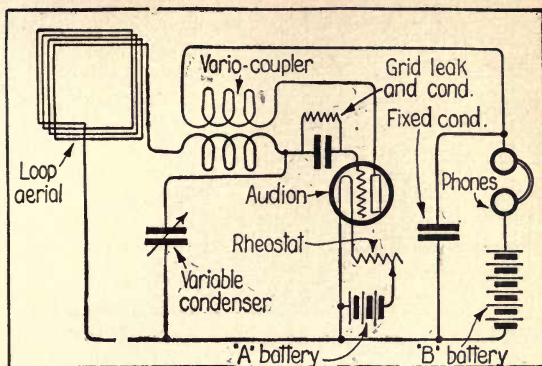 Vario-coupler
Grid leak
and cond.
Fixed cond.
Loop
aerial
Audion
Phones
Rheostat
Variable
condenser
"A" battery
"B" battery